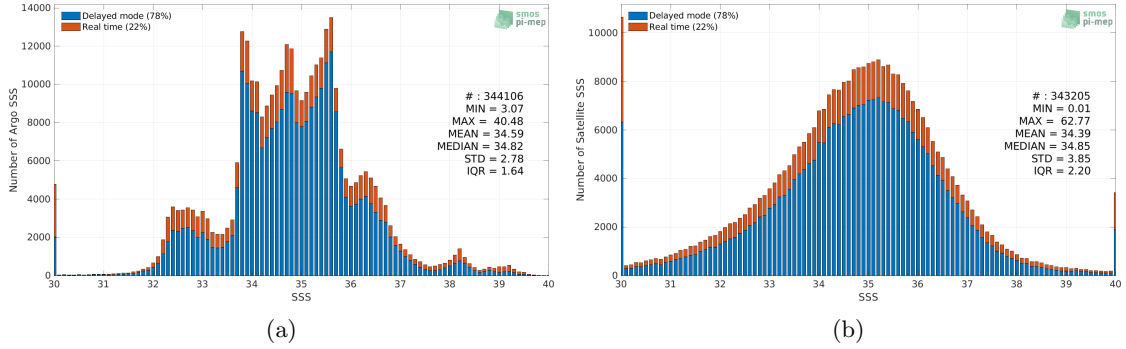 14000
12000
10000
8000
6000
4000
2000
0
Number of Argo SSS
Delayed mode (78%)
Real time (22%)
smos
pi-mep
# : 344106
MIN = 3.07
MAX = 40.48
MEAN = 34.59
MEDIAN = 34.82
STD = 2.78
IQR = 1.64
30 31 32 33 34 35 36 37 38 39 40
SSS
(a)
10000
8000
6000
4000
2000
0
Number of Satellite SSS
Delayed mode (78%)
Real time (22%)
smos
pi-mep
# : 343205
MIN = 0.01
MAX = 62.77
MEAN = 34.39
MEDIAN = 34.85
STD = 3.85
IQR = 2.20
30 31 32 33 34 35 36 37 38 39 40
SSS
(b)